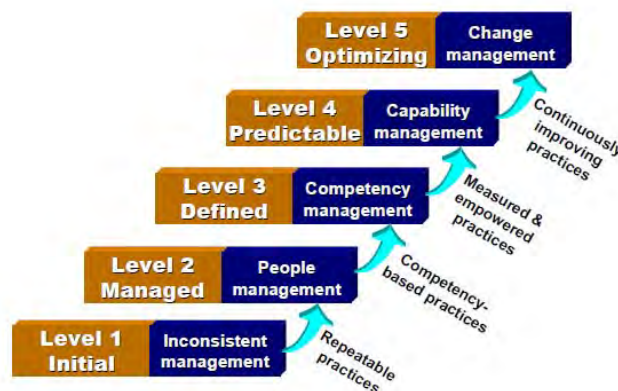 Level 5
Optimizing
Change
management
Level 4
Predictable
Capability
management
Continuously
improving
practices
Level 3
Defined
Competency
management
Measured &
empowered
practices
Level 2
Managed
People
management
Competency-
based practices
Level 1
Initial
Inconsistent
management
Repeatable
practices